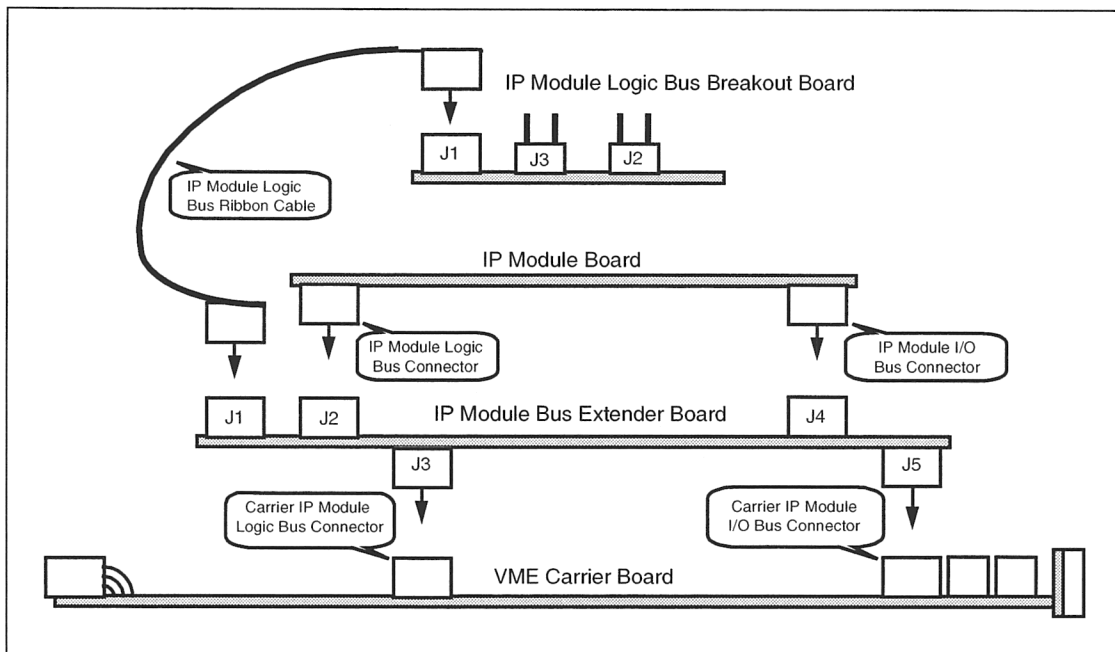 IP Module Logic Bus Breakout Board
J1
J3
J2
IP Module Logic
Bus Ribbon Cable
IP Module Board
IP Module Logic
Bus Connector
IP Module I/O
Bus Connector
J1
J2
IP Module Bus Extender Board
J4
J3
J5
Carrier IP Module
Logic Bus Connector
Carrier IP Module
I/O Bus Connector
VME Carrier Board